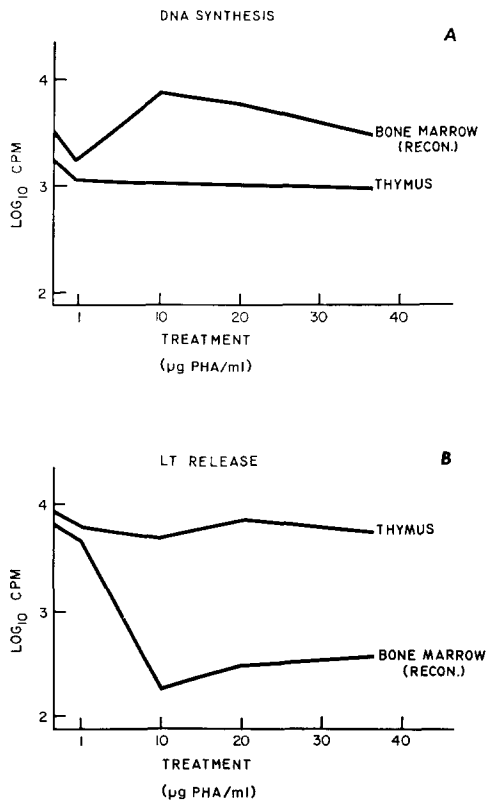 DNA SYNTHESIS
A
4
3
2
LOG10 CPM
BONE MARROW
(RECON.)
THYMUS
1 10 20 30 40
TREATMENT
(µg PHA/ml)
LT RELEASE
B
4
3
2
LOG10 CPM
THYMUS
BONE MARROW
(RECON.)
1 10 20 30 40
TREATMENT
(µg PHA/ml)